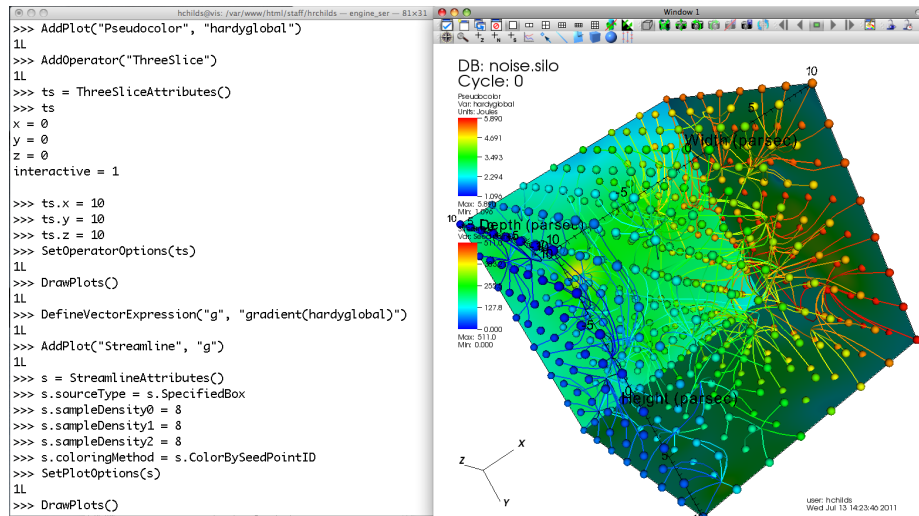 hchilds@vis: /var/www/html/staff/hrchilds — engine_ser — 81×31
>>> AddPlot("Pseudocolor", "hardyglobal")
1L
>>> AddOperator("ThreeSlice")
1L
>>> ts = ThreeSliceAttributes()
>>> ts
x = 0
y = 0
z = 0
interactive = 1
>>> ts.x = 10
>>> ts.y = 10
>>> ts.z = 10
>>> SetOperatorOptions(ts)
1L
>>> DrawPlots()
1L
>>> DefineVectorExpression("g", "gradient(hardyglobal)")
1L
>>> AddPlot("Streamline", "g")
1L
>>> s = StreamlineAttributes()
>>> s.sourceType = s.SpecifiedBox
>>> s.sampleDensity0 = 8
>>> s.sampleDensity1 = 8
>>> s.sampleDensity2 = 8
>>> s.coloringMethod = s.ColorBySeedPointID
>>> SetPlotOptions(s)
1L
>>> DrawPlots()
Window 1
DB: noise.silo
Cycle: 0
Pseudocolor
Var: hardyglobal
Units: Joules
5.890
4.691
3.493
2.294
1.096
Min: 1.096
127.8
0.000
Max: 511.0
Min: 0.000
10
5
Width (parsec)
-5
10
Depth (parsec)
10
-5
0
Height (parsec)
5
X
Z
Y
user: hchilds
Wed Jul 13 14:23:46 2011